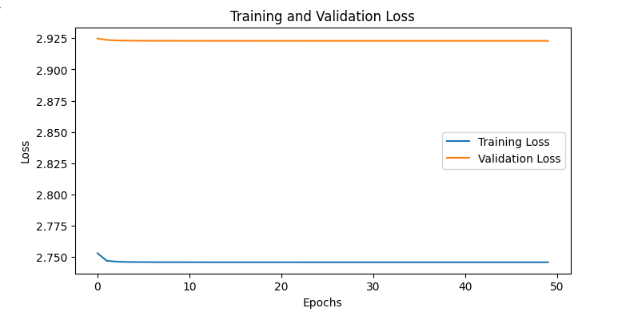 Training and Validation Loss
2.925
2.900
2.875
2.850
2.825
2.800
2.775
2.750
Loss
Training Loss
Validation Loss
0
10
20
30
40
50
Epochs